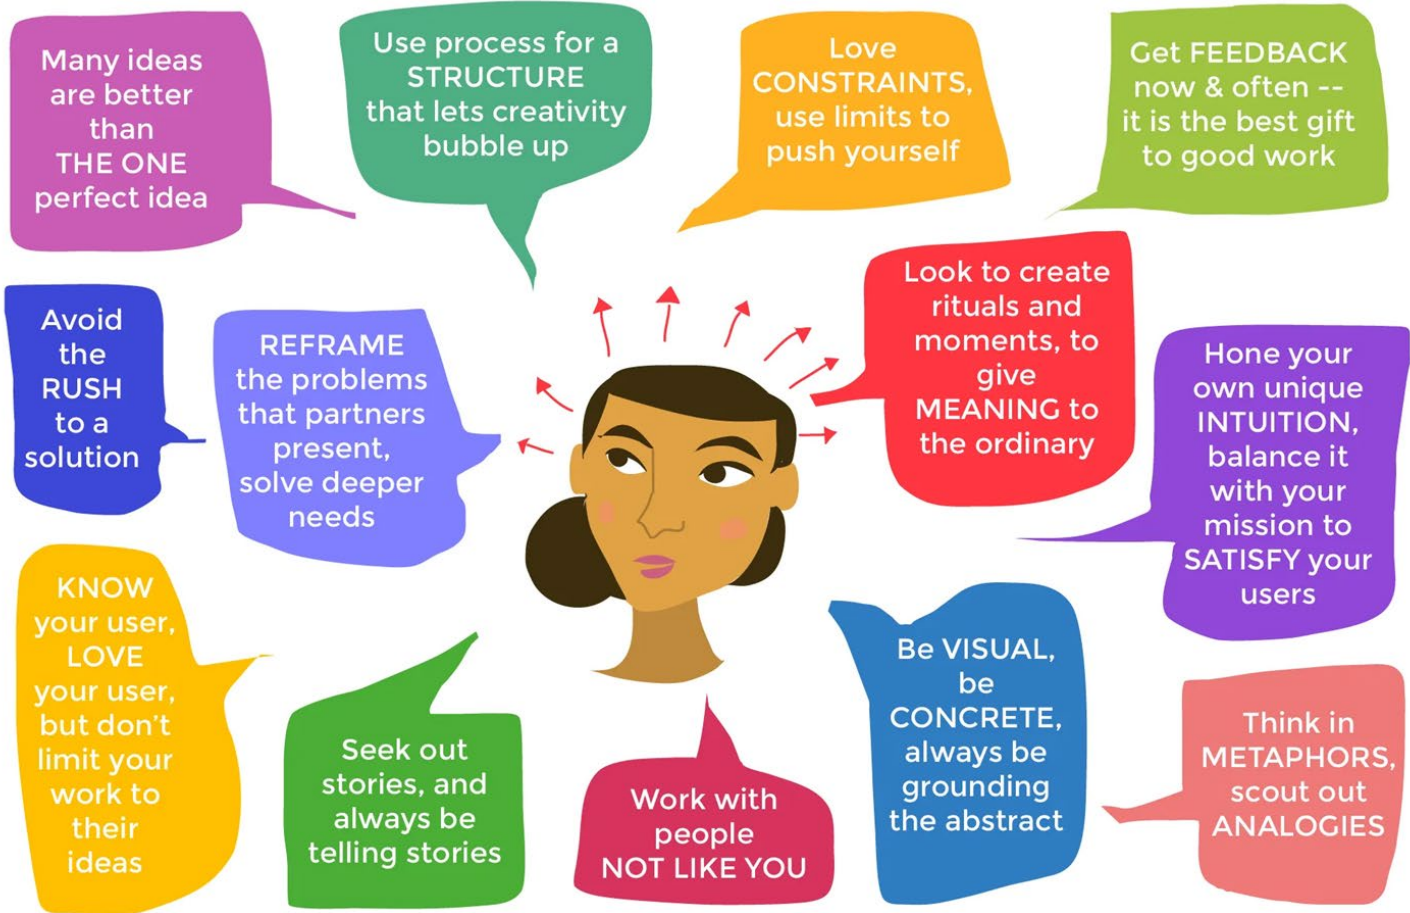 Many ideas
are better
than
THE ONE
perfect idea
Use process for a
STRUCTURE
that lets creativity
bubble up
Love
CONSTRAINTS,
use limits to
push yourself
Get FEEDBACK
now & often --
it is the best gift
to good work
Avoid
the
RUSH
to a
solution
REFRAME
the problems
that partners
present,
solve deeper
needs
Look to create
rituals and
moments, to
give
MEANING to
the ordinary
Hone your
own unique
INTUITION,
balance it
with your
mission to
SATISFY your
users
KNOW
your user,
LOVE
your user,
but don't
limit your
work to
their
ideas
Seek out
stories, and
always be
telling stories
Work with
people
NOT LIKE YOU
Be VISUAL,
be
CONCRETE,
always be
grounding
the abstract
Think in
METAPHORS,
scout out
ANALOGIES